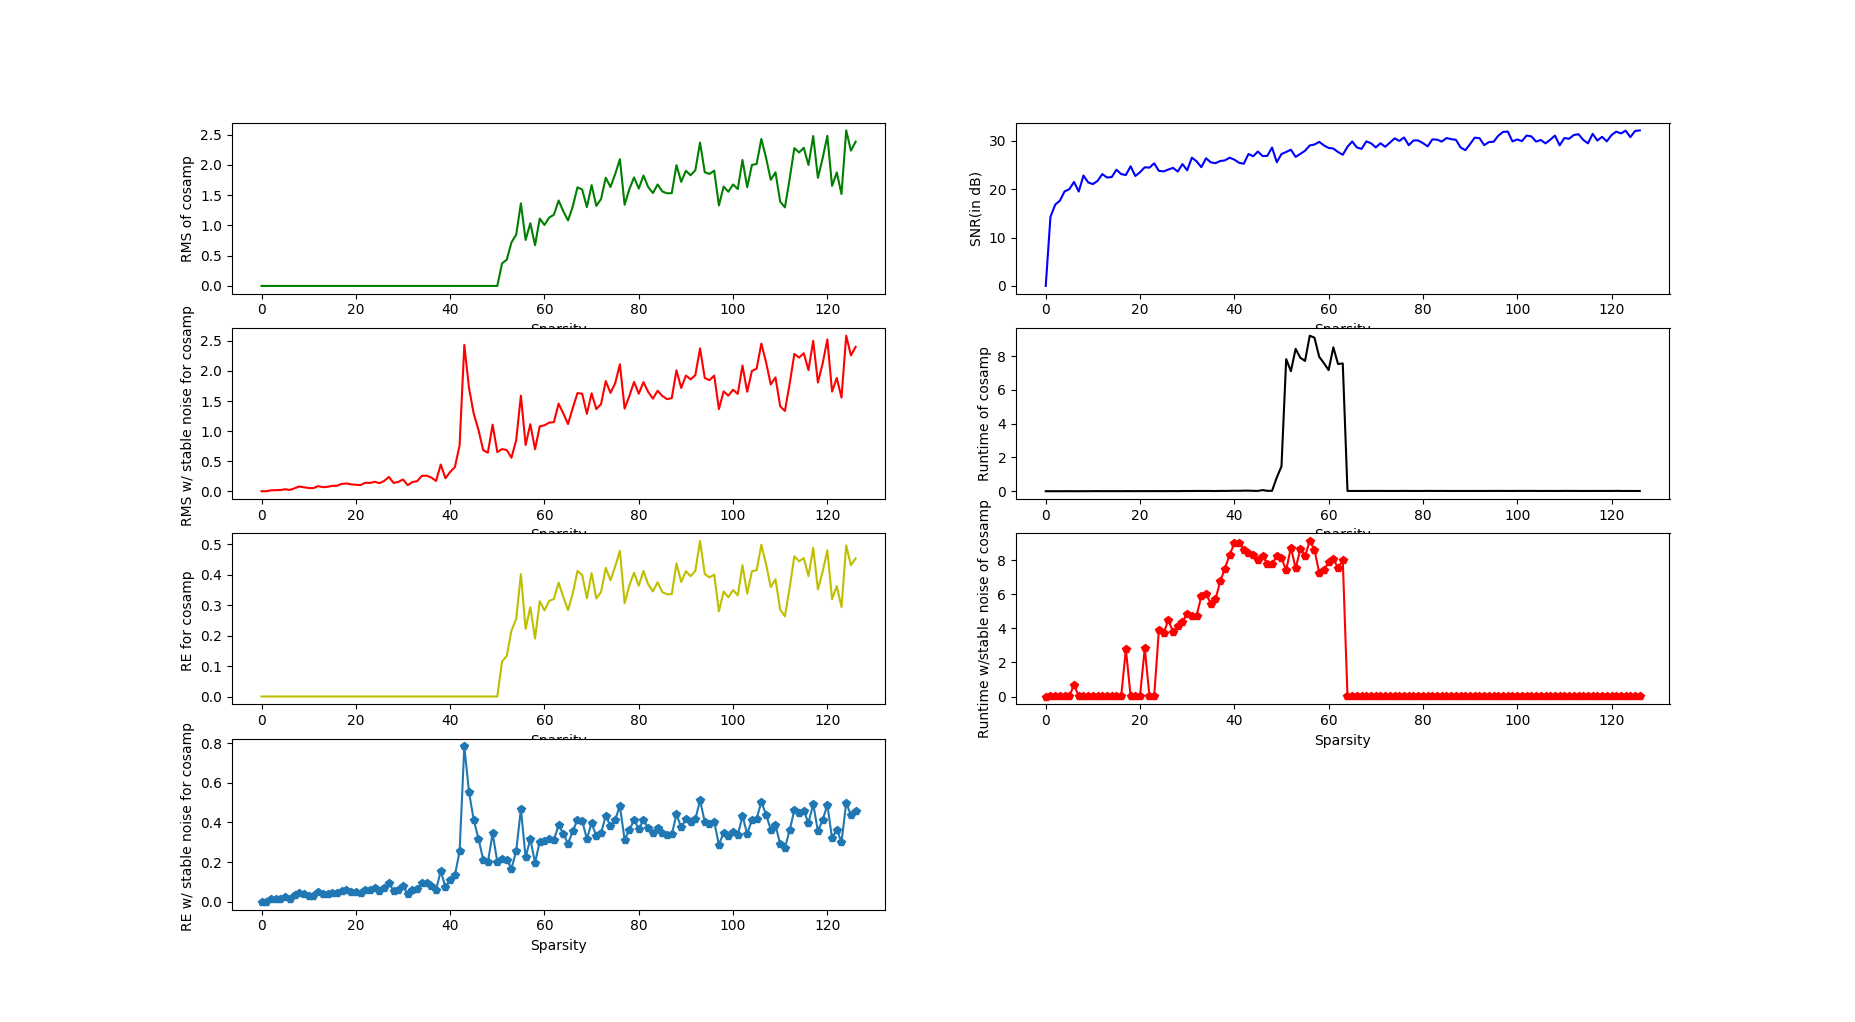 RMS of cosamp
2.5
2.0
1.5
1.0
0.5
0.0
0 20 40 60 80 100 120
Sparsity
RMS w/ stable noise for cosamp
2.5
2.0
1.5
1.0
0.5
0.0
0 20 40 60 80 100 120
Sparsity
RE for cosamp
0.5
0.4
0.3
0.2
0.1
0.0
0 20 40 60 80 100 120
Sparsity
RE w/ stable noise for cosamp
0.8
0.6
0.4
0.2
0.0
0 20 40 60 80 100 120
Sparsity
SNR(in dB)
30
20
10
0
0 20 40 60 80 100 120
Sparsity
Runtime of cosamp
8
6
4
2
0
0 20 40 60 80 100 120
Sparsity
Runtime w/stable noise of cosamp
8
6
4
2
0
0 20 40 60 80 100 120
Sparsity